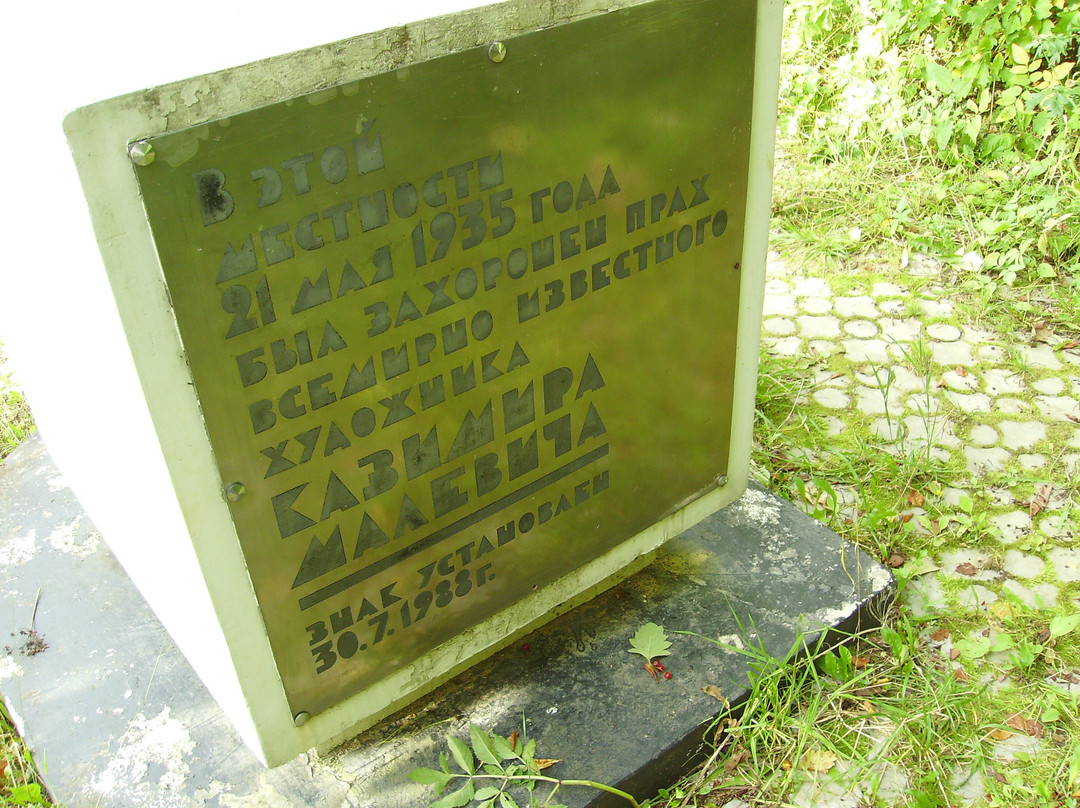 В ЭТОЙ
МЕСТНОСТИ
21 МАЯ 1935 ГОДА
БЫЛ ЗАХОРОНЕН ПРАХ
ВСЕМИРНО ИЗВЕСТНОГО
ХУДОЖНИКА
КАЗИМИРА
МАЛЕВИЧА
ЗНАК УСТАНОВЛЕН
30.7.1988 Г.